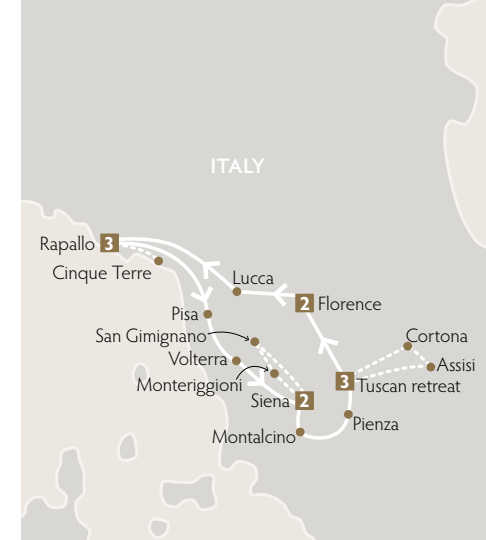 ITALY
Rapallo 3
Cinque Terre
Lucca
2 Florence
Pisa
San Gimignano
Cortona
Volterra
Assisi
Monteriggioni
3 Tuscan retreat
Siena 2
Pienza
Montalcino